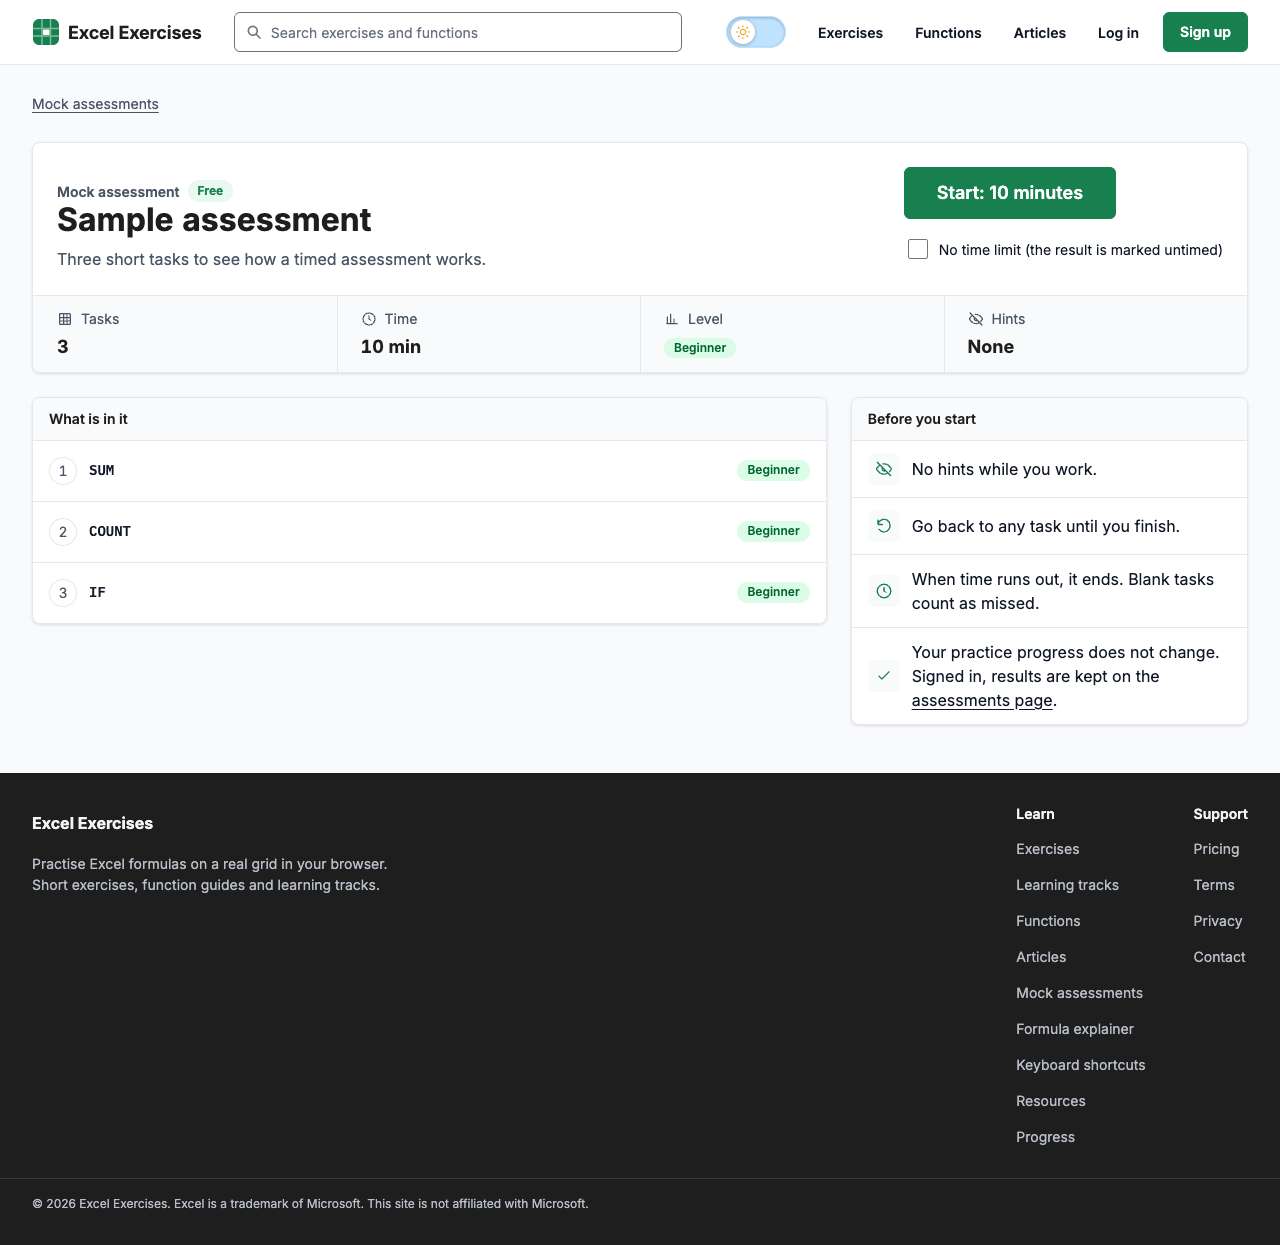 Excel Exercises
Search exercises and functions
Exercises
Functions
Articles
Log in
Sign up
Mock assessments
Mock assessment
Free
Sample assessment
Three short tasks to see how a timed assessment works.
Start: 10 minutes
No time limit (the result is marked untimed)
Tasks
3
Time
10 min
Level
Beginner
Hints
None
What is in it
1
SUM
Beginner
2
COUNT
Beginner
3
IF
Beginner
Before you start
No hints while you work.
Go back to any task until you finish.
When time runs out, it ends. Blank tasks
count as missed.
Your practice progress does not change.
Signed in, results are kept on the
assessments page.
Excel Exercises
Practise Excel formulas on a real grid in your browser.
Short exercises, function guides and learning tracks.
Learn
Exercises
Learning tracks
Functions
Articles
Mock assessments
Formula explainer
Keyboard shortcuts
Resources
Progress
Support
Pricing
Terms
Privacy
Contact
© 2026 Excel Exercises. Excel is a trademark of Microsoft. This site is not affiliated with Microsoft.